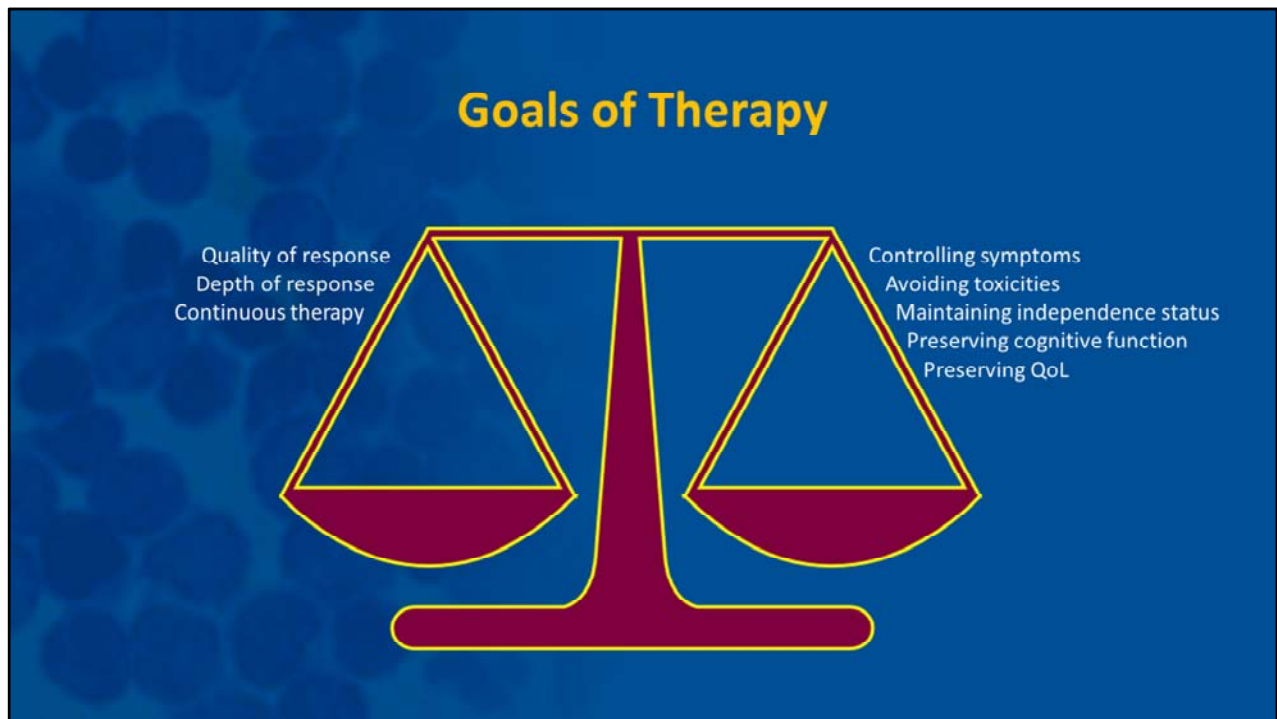 Goals of Therapy
Quality of response
Depth of response
Continuous therapy
Controlling symptoms
Avoiding toxicities
Maintaining independence status
Preserving cognitive function
Preserving QoL